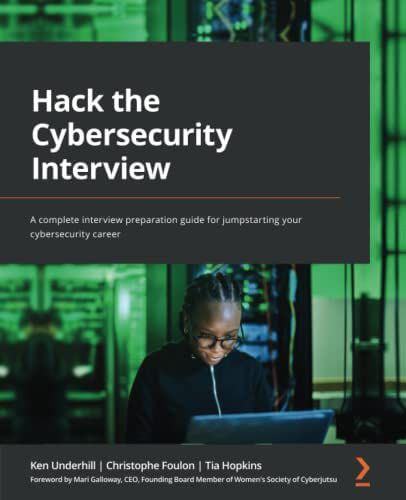 Hack the
Cybersecurity
Interview
A complete interview preparation guide for jumpstarting your
cybersecurity career
Ken Underhill | Christophe Foulon | Tia Hopkins
Foreword by Mari Galloway, CEO, Founding Board Member of Women's Society of Cyberjutsu